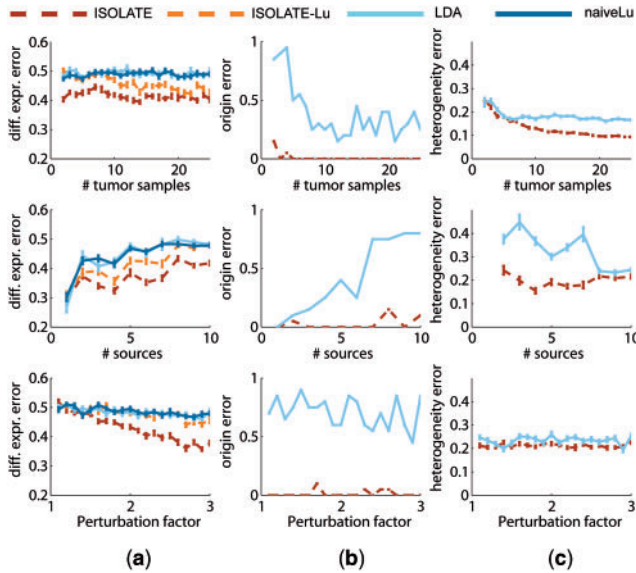 ISOLATE ISOLATE-Lu LDA naiveLu
diff. expr. error
0.6
0.5
0.4
0.3
0.2
0 10 20
# tumor samples
origin error
1
0.5
0
0 10 20
# tumor samples
heterogeneity error
0.4
0.3
0.2
0.1
0
0 10 20
# tumor samples
diff. expr. error
0.6
0.5
0.4
0.3
0.2
0 5 10
# sources
origin error
1
0.5
0
0 5 10
# sources
heterogeneity error
0.4
0.3
0.2
0.1
0
0 5 10
# sources
diff. expr. error
0.6
0.5
0.4
0.3
0.2
1 2 3
Perturbation factor
origin error
1
0.5
0
1 2 3
Perturbation factor
heterogeneity error
0.4
0.3
0.2
0.1
0
1 2 3
Perturbation factor
(a) (b) (c)